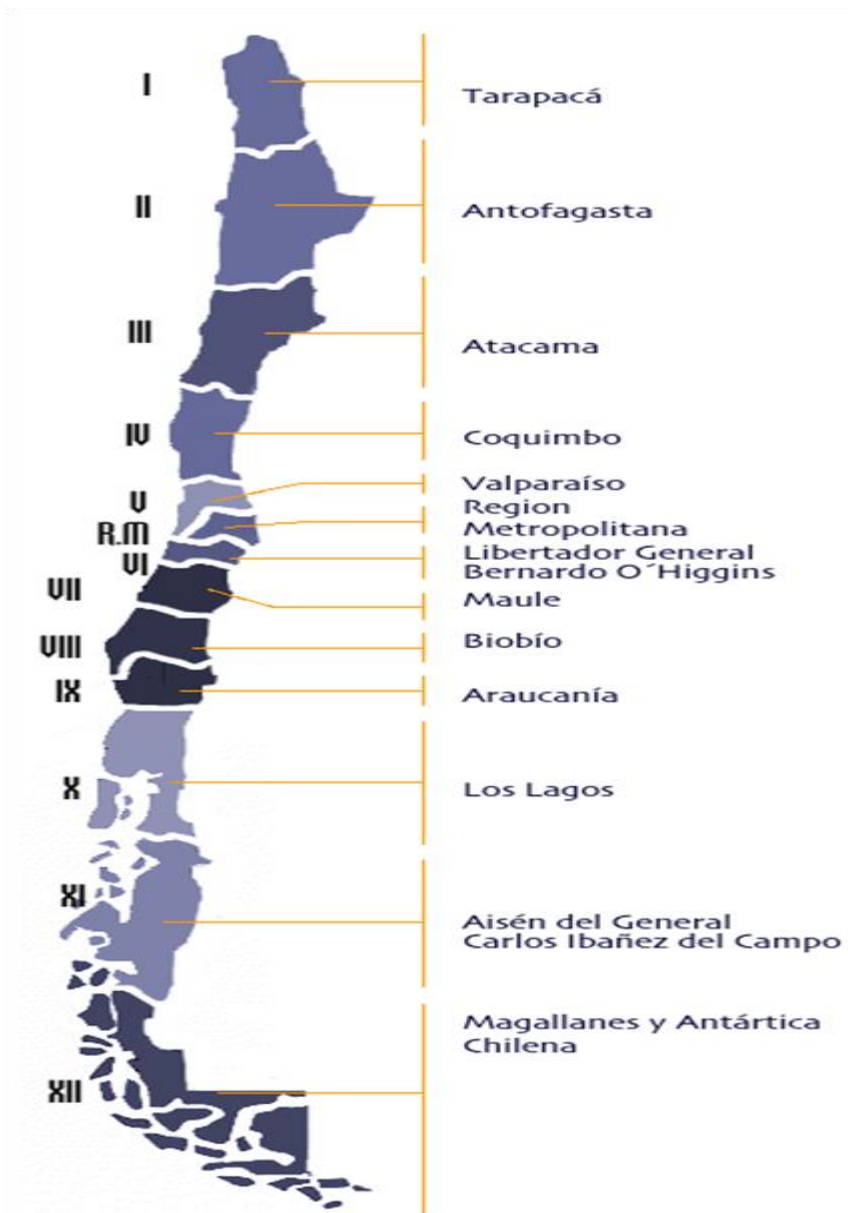 I
Tarapacá
II
Antofagasta
III
Atacama
IV
Coquimbo
V
Valparaíso
R.M
Region
Metropolitana
VI
Libertador General
Bernardo O´Higgins
VII
Maule
VIII
Biobío
IX
Araucanía
X
Los Lagos
XI
Aisén del General
Carlos Ibañez del Campo
XII
Magallanes y Antártica
Chilena